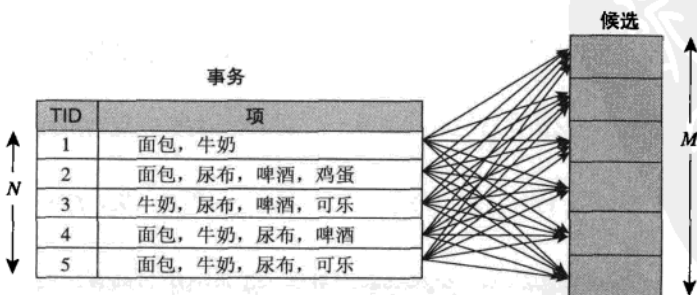 候选
事务
TID 项
1 面包，牛奶
2 面包，尿布，啤酒，鸡蛋
3 牛奶，尿布，啤酒，可乐
4 面包，牛奶，尿布，啤酒
5 面包，牛奶，尿布，可乐
N
M